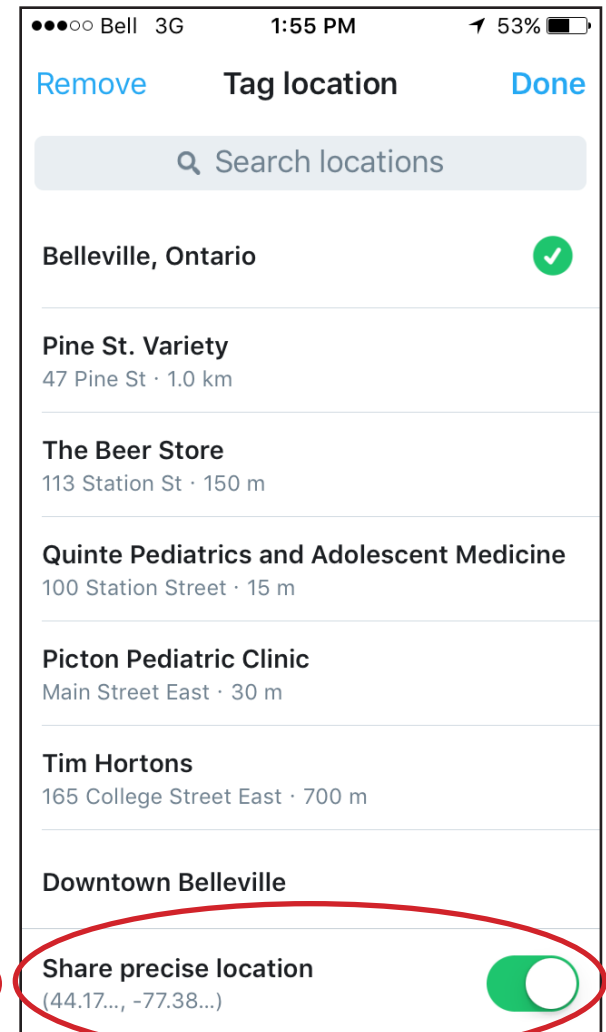 Bell 3G 1:55 PM 53%
Remove Tag location Done
Search locations
Belleville, Ontario
Pine St. Variety
47 Pine St · 1.0 km
The Beer Store
113 Station St · 150 m
Quinte Pediatrics and Adolescent Medicine
100 Station Street · 15 m
Picton Pediatric Clinic
Main Street East · 30 m
Tim Hortons
165 College Street East · 700 m
Downtown Belleville
Share precise location
(44.17..., -77.38...)